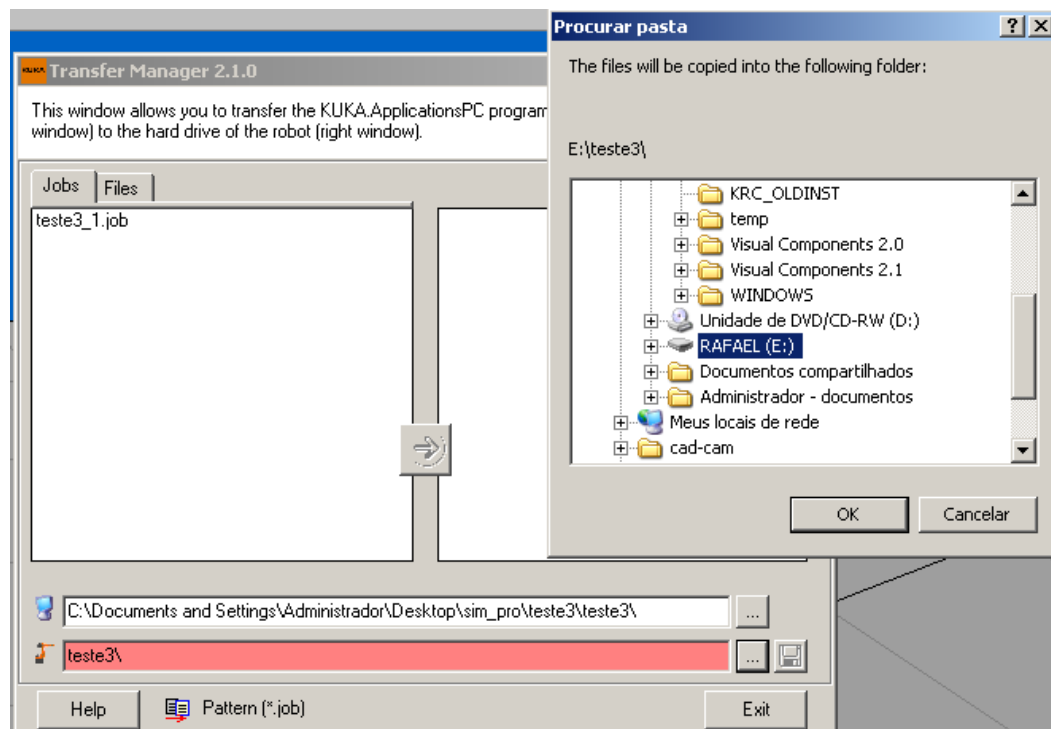 KUKA Transfer Manager 2.1.0
This window allows you to transfer the KUKA.ApplicationsPC program
window) to the hard drive of the robot (right window).
Jobs
Files
teste3_1.job
C:\Documents and Settings\Administrador\Desktop\sim_pro\teste3\teste3\
...
teste3\
...
Help
Pattern (*.job)
Exit
Procurar pasta
The files will be copied into the following folder:
E:\teste3\
KRC_OLDINST
temp
Visual Components 2.0
Visual Components 2.1
WINDOWS
Unidade de DVD/CD-RW (D:)
RAFAEL (E:)
Documentos compartilhados
Administrador - documentos
Meus locais de rede
cad-cam
OK
Cancelar